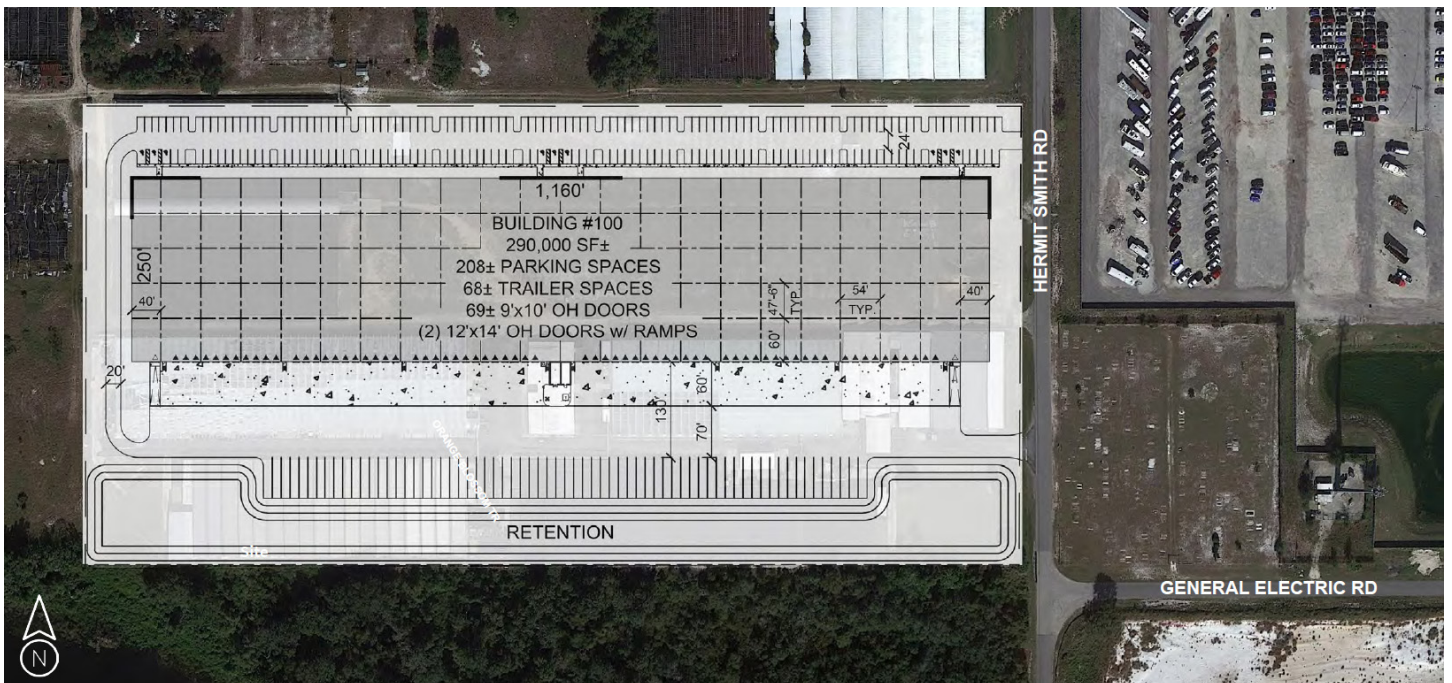 24'
HERMIT SMITH RD
1,160'
BUILDING #100
290,000 SF±
208± PARKING SPACES
68± TRAILER SPACES
69± 9'x10' OH DOORS
(2) 12'x14' OH DOORS w/ RAMPS
250'
40'
47'-6"
TYP.
54'
TYP.
40'
60'
20'
60'
130'
70'
RETENTION
Site
GENERAL ELECTRIC RD
N